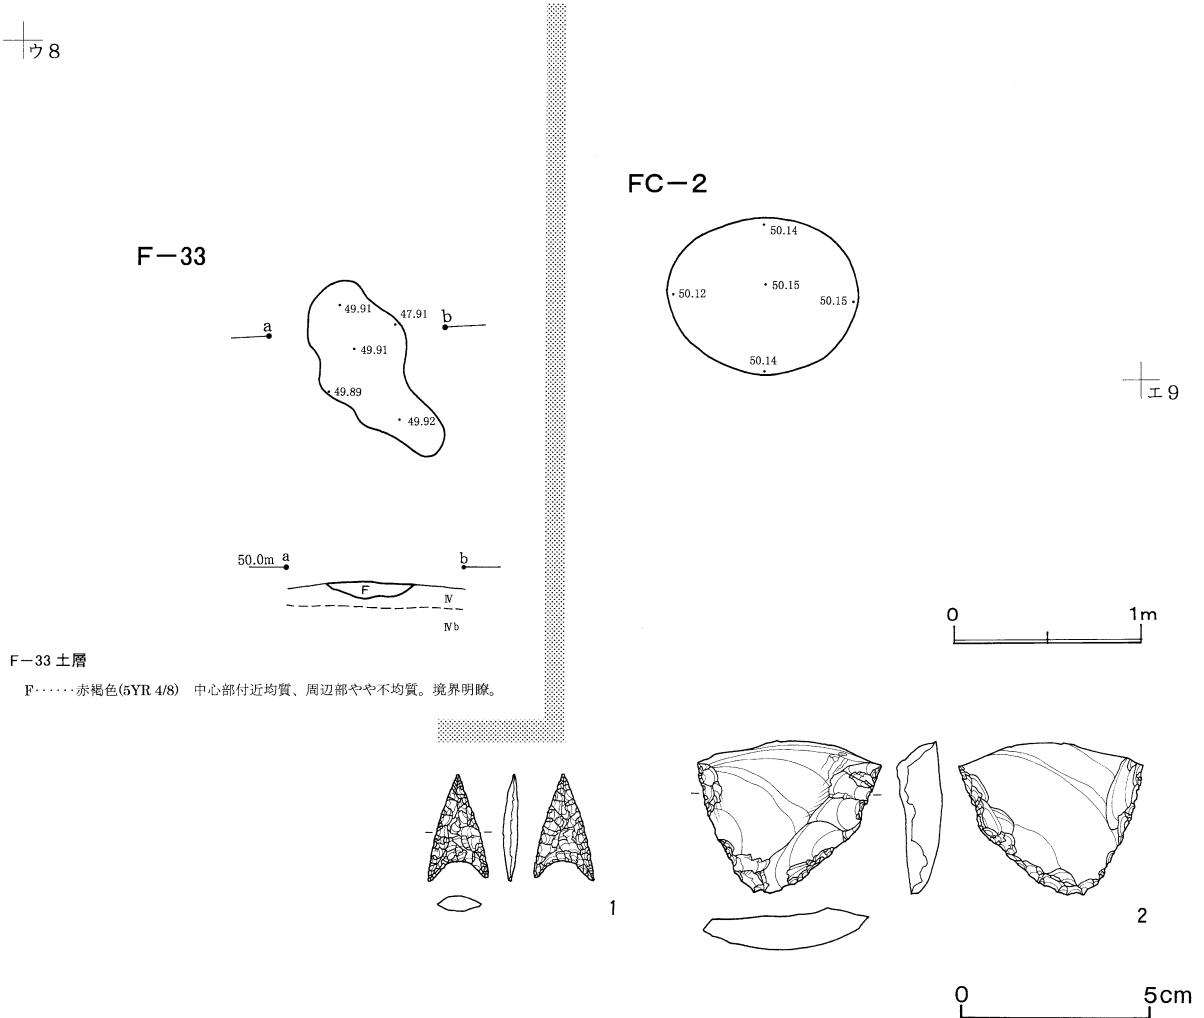 ウ8
F－33
a
49.91
47.91
b
49.91
49.89
49.92
50.0m a
b
F
Ⅳ
Ⅳb
F－33 土層
F‥‥‥赤褐色(5YR 4/8)　中心部付近均質、周辺部やや不均質。境界明瞭。
FC－2
50.14
50.12
50.15
50.15
50.14
エ9
0
1m
1
2
0
5cm